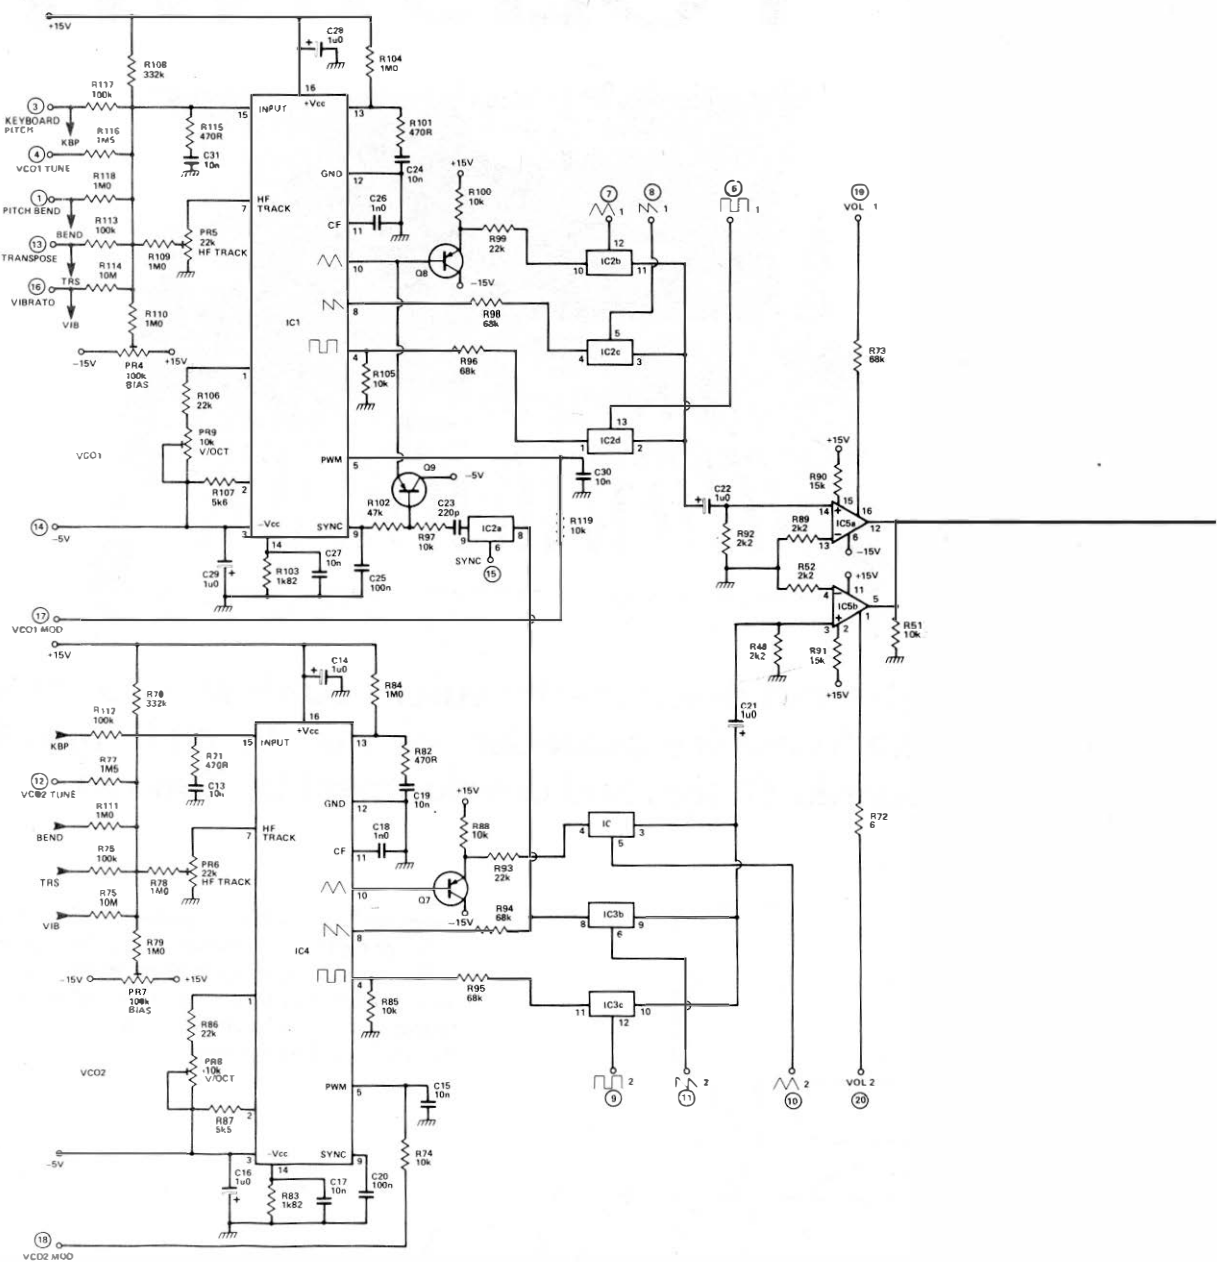 +15V
C28
1u0
R104
1M0
R108
332k
R117
100k
16
+Vcc
3
KEYBOARD
PITCH
KBP
15
INPUT
13
R115
470R
R101
470R
R116
1M5
4
VCO1 TUNE
C31
10n
C24
10n
GND
12
+15V
R118
1M0
1
PITCH BEND
BEND
HF
TRACK
7
C26
1n0
CF
11
R100
10k
7
1
8
1
6
1
19
VOL 1
R113
100k
13
TRANSPOSE
TRS
R109
1M0
PR5
22k
HF TRACK
R99
22k
12
10
IC2b
11
Q8
-15V
10
R114
10M
16
VIBRATO
VIB
R110
1M0
8
R98
68k
IC1
5
4
IC2c
3
-15V
+15V
PR4
100k
BIAS
4
R96
68k
R105
10k
R73
68k
1
R106
22k
PR9
10k
V/OCT
13
1
IC2d
2
VCO1
PWM
5
Q9
-5V
C30
10n
+15V
R90
15k
15
16
R107
5k6
2
R102
47k
C23
220p
C22
1u0
14
IC5a
12
14
-5V
-Vcc
3
SYNC
9
R97
10k
9
IC2a
8
6
SYNC
15
R119
10k
R92
2k2
R89
2k2
13
6
-15V
14
R103
1k82
C27
10n
C25
100n
C29
1u0
R52
2k2
+15V
11
4
IC5b
5
1
3
2
R51
10k
17
VCO1 MOD
R48
2k2
R91
15k
+15V
+15V
C14
1u0
R84
1M0
R70
332k
C21
1u0
R112
100k
KBP
16
+Vcc
15
INPUT
13
R71
470R
R82
470R
R77
1M5
12
VCO2 TUNE
C13
10n
C19
10n
+15V
GND
12
R111
1M0
BEND
HF
TRACK
7
C18
1n0
CF
11
R88
10k
4
IC
3
5
R72
6
R75
100k
TRS
R78
1M0
PR6
22k
HF TRACK
R93
22k
10
Q7
-15V
R75
10M
VIB
R79
1M0
R94
68k
8
8
IC3b
9
6
IC4
-15V
+15V
PR7
100k
BIAS
4
R95
68k
R85
10k
11
IC3c
10
12
1
R86
22k
PR8
10k
V/OCT
VCO2
PWM
5
C15
10n
2
9
2
11
2
10
VOL 2
20
R87
5k5
2
R74
10k
-5V
-Vcc
3
SYNC
9
14
C16
1u0
R83
1k82
C17
10n
C20
100n
18
VCO2 MOD